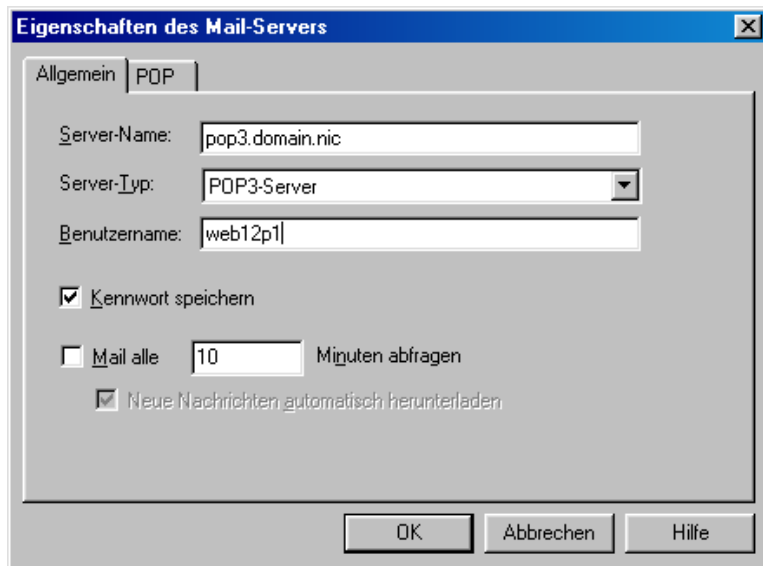 Eigenschaften des Mail-Servers
Allgemein POP
Server-Name: pop3.domain.nic
Server-Typ: POP3-Server
Benutzername: web12p1
Kennwort speichern
Mail alle 10 Minuten abfragen
Neue Nachrichten automatisch herunterladen
OK Abbrechen Hilfe